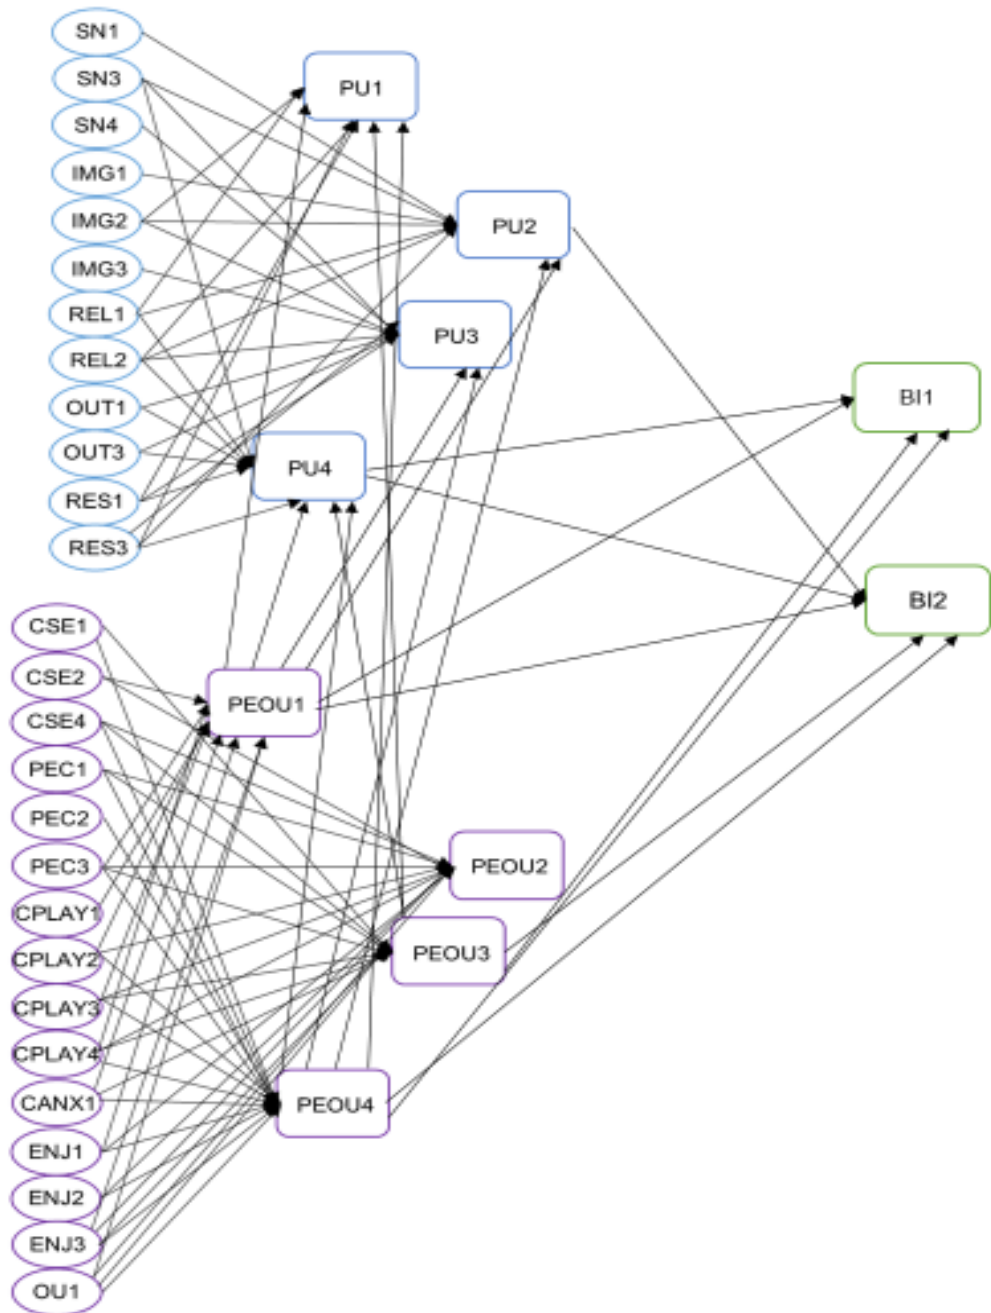 SN1
SN3
SN4
IMG1
IMG2
IMG3
REL1
REL2
OUT1
OUT3
RES1
RES3
PU1
PU2
PU3
PU4
BI1
BI2
CSE1
CSE2
CSE4
PEC1
PEC2
PEC3
CPLAY1
CPLAY2
CPLAY3
CPLAY4
CANX1
ENJ1
ENJ2
ENJ3
OU1
PEOU1
PEOU2
PEOU3
PEOU4